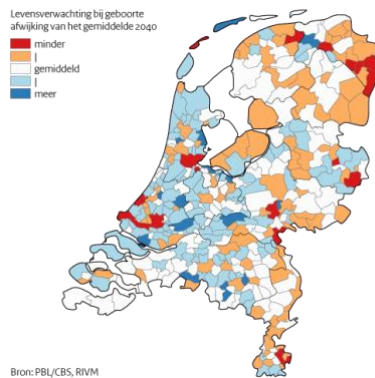 Levensverwachting bij geboorte
afwijking van het gemiddelde 2040
minder
|
gemiddeld
|
meer
Bron: PBL/CBS, RIVM